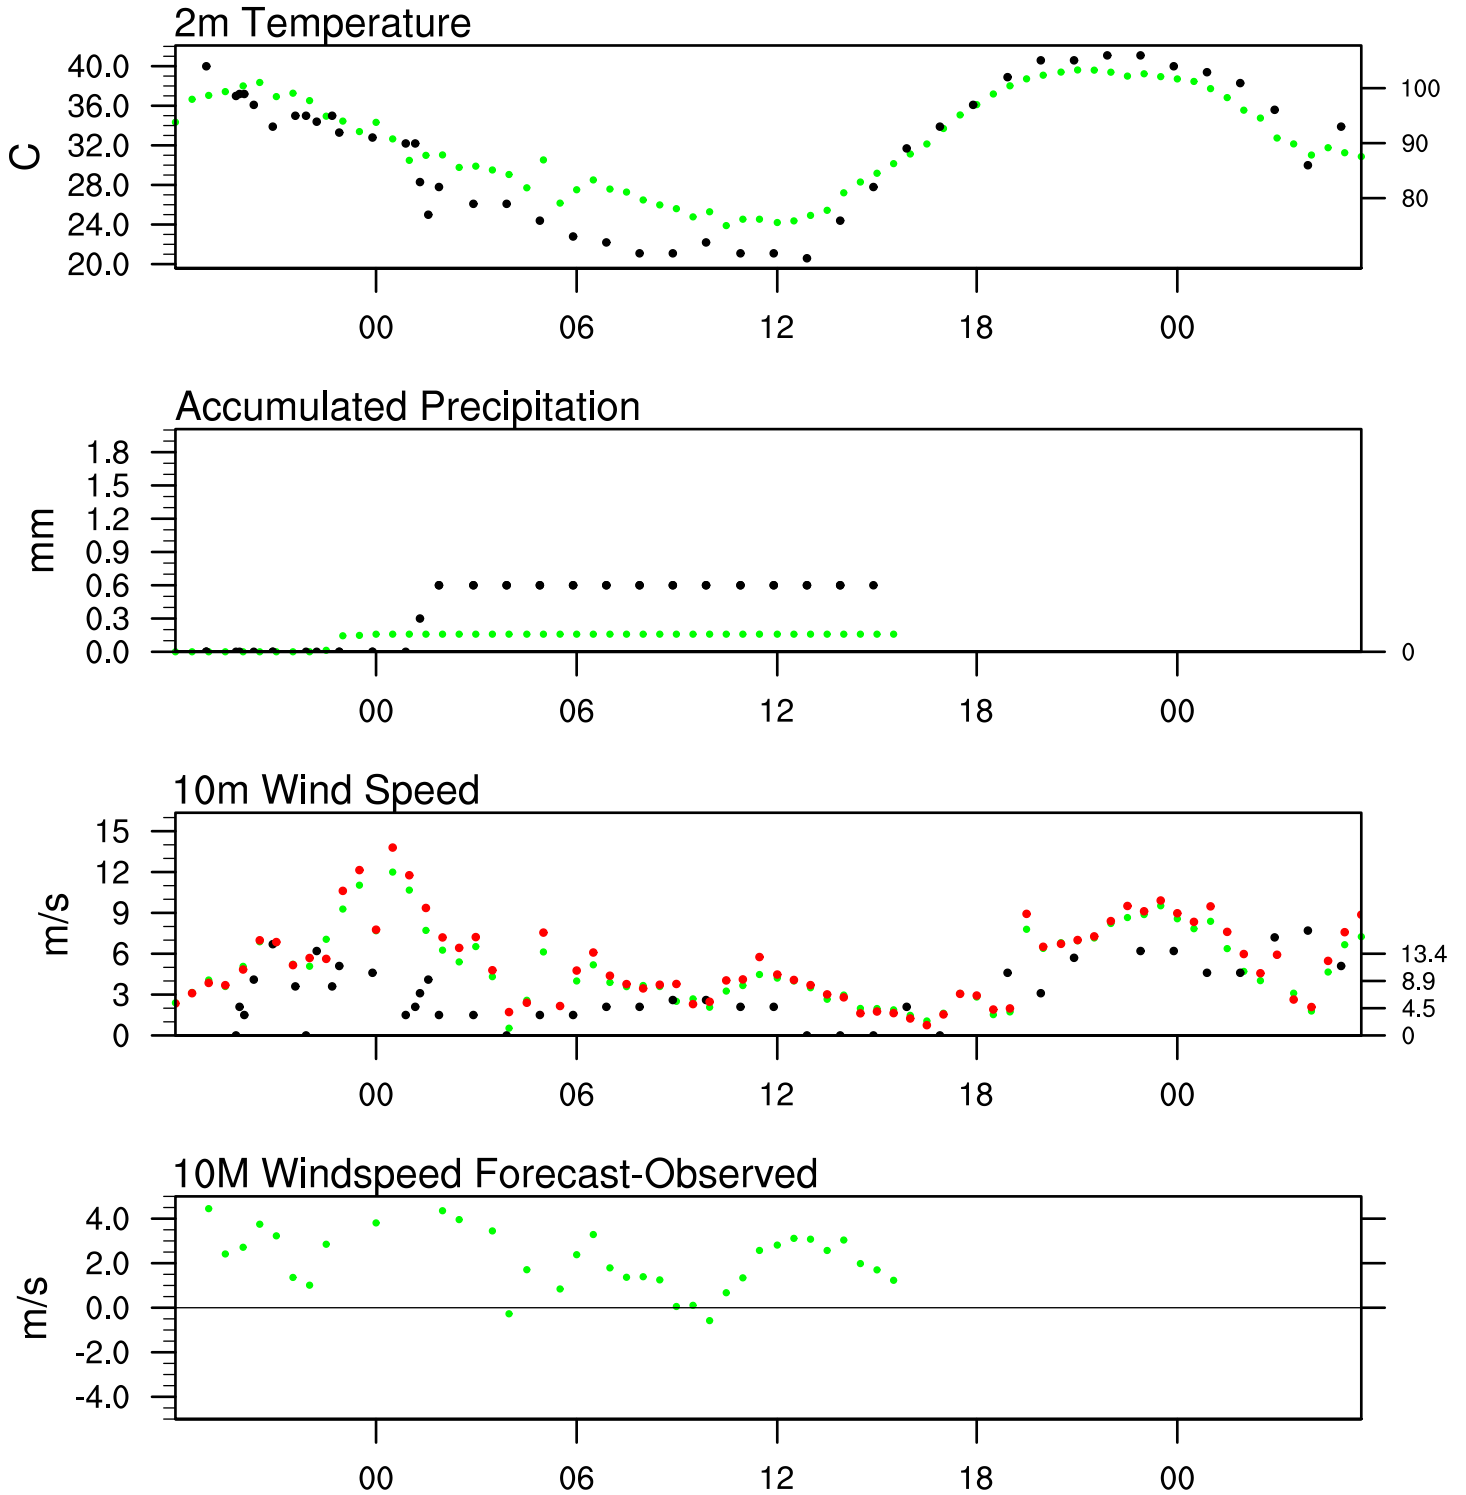 2m Temperature
40.0
36.0
32.0
28.0
24.0
20.0
C
100
90
80
00 06 12 18 00
Accumulated Precipitation
1.8
1.5
1.2
0.9
0.6
0.3
0.0
mm
0
00 06 12 18 00
10m Wind Speed
15
12
9
6
3
0
m/s
13.4
8.9
4.5
0
00 06 12 18 00
10M Windspeed Forecast-Observed
4.0
2.0
0.0
-2.0
-4.0
m/s
00 06 12 18 00